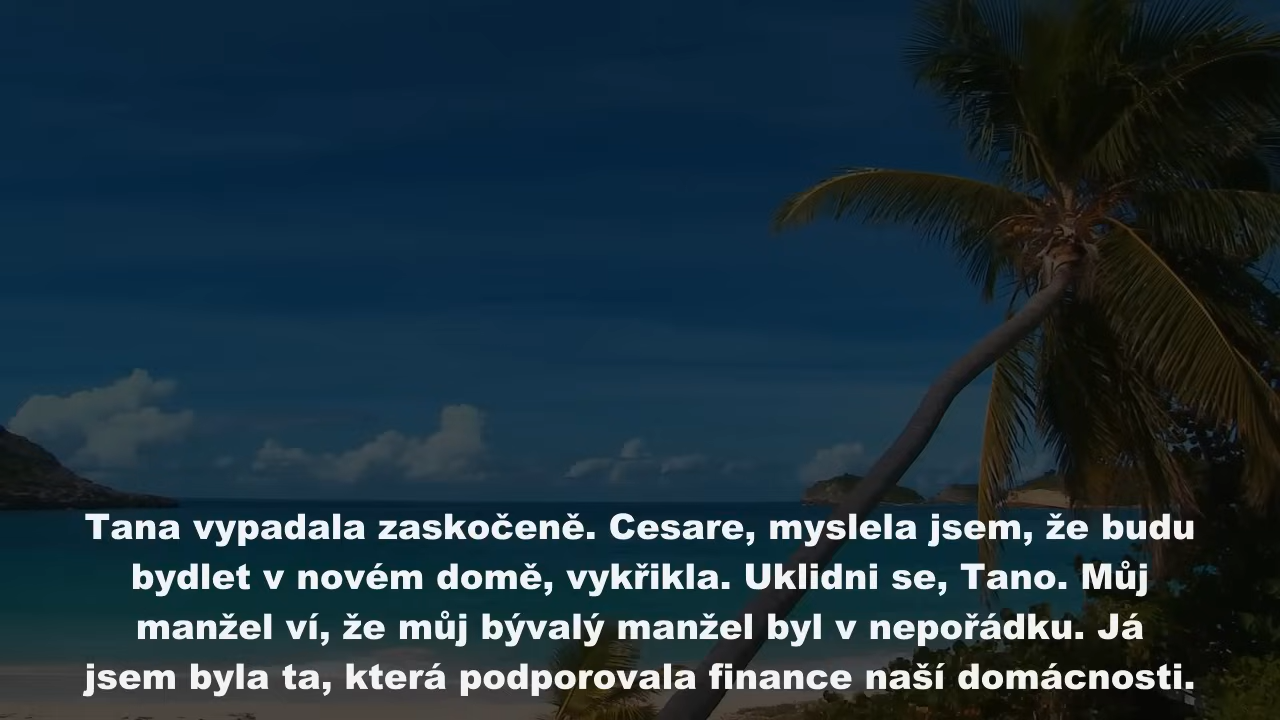 Tana vypadala zaskočeně. Cesare, myslela jsem, že budu
bydlet v novém domě, vykřikla. Uklidni se, Tano. Můj
manžel ví, že můj bývalý manžel byl v nepořádku. Já
jsem byla ta, která podporovala finance naší domácnosti.